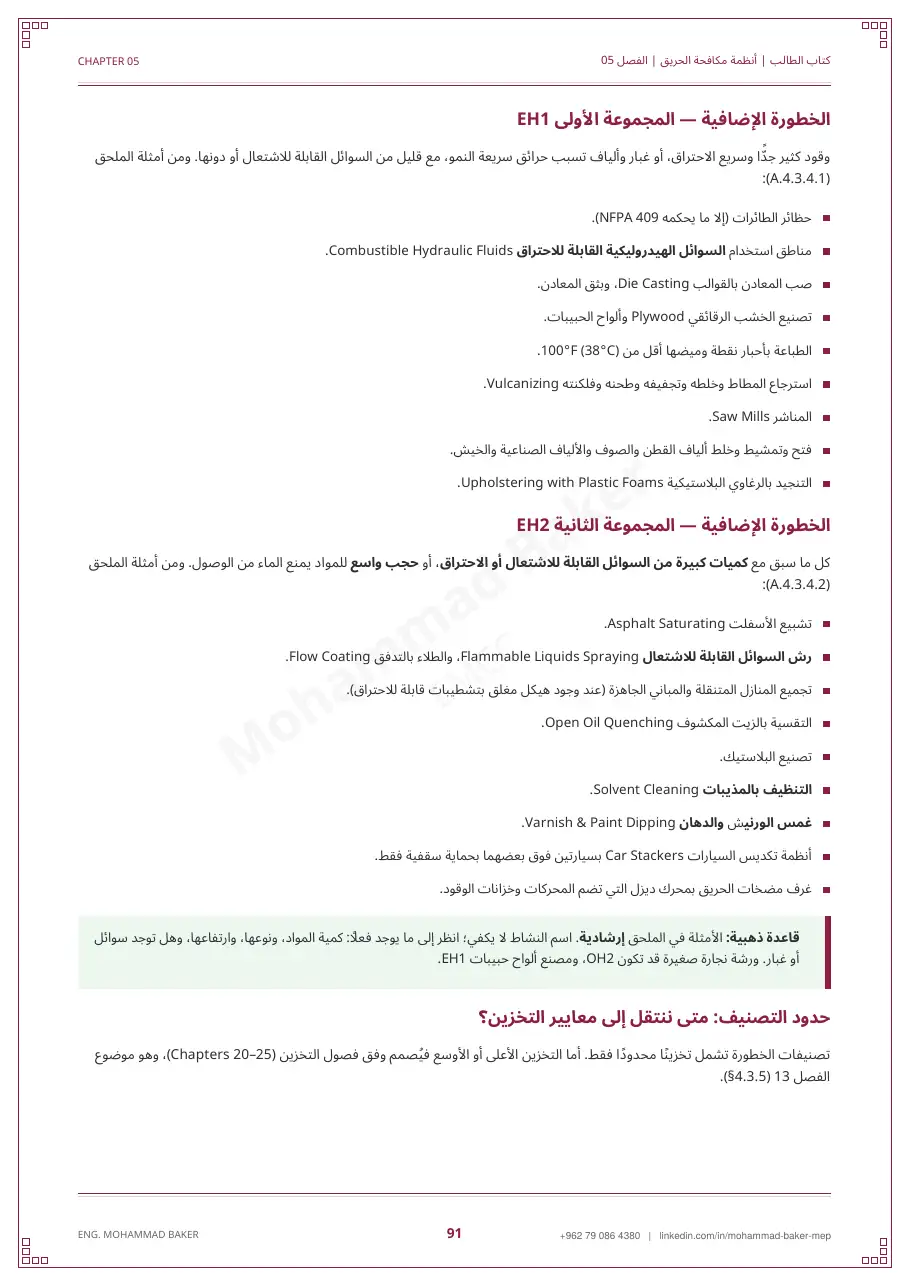 كتاب الطالب | أنظمة مكافحة الحريق | الفصل 05
CHAPTER 05
الخطورة الإضافية — المجموعة الأولى EH1
وقود كثير جدًّا وسريع الاحتراق، أو غبار وألياف تسبب حرائق سريعة النمو، مع قليل من السوائل القابلة للاشتعال أو دونها. ومن أمثلة الملحق
(A.4.3.4.1):
حظائر الطائرات (إلا ما يحكمه NFPA 409).
مناطق استخدام السوائل الهيدروليكية القابلة للاحتراق Combustible Hydraulic Fluids.
صب المعادن بالقوالب Die Casting، وبثق المعادن.
تصنيع الخشب الرقائقي Plywood وألواح الحبيبات.
الطباعة بأحبار نقطة وميضها أقل من 100°F (38°C).
استرجاع المطاط وخلطه وتجفيفه وطحنه وفلكنته Vulcanizing.
المناشر Saw Mills.
فتح وتمشيط وخلط ألياف القطن والصوف والألياف الصناعية والخيش.
التنجيد بالرغاوي البلاستيكية Upholstering with Plastic Foams.
الخطورة الإضافية — المجموعة الثانية EH2
كل ما سبق مع كميات كبيرة من السوائل القابلة للاشتعال أو الاحتراق، أو حجب واسع للمواد يمنع الماء من الوصول. ومن أمثلة الملحق
(A.4.3.4.2):
تشبيع الأسفلت Asphalt Saturating.
رش السوائل القابلة للاشتعال Flammable Liquids Spraying، والطلاء بالتدفق Flow Coating.
تجميع المنازل المتنقلة والمباني الجاهزة (عند وجود هيكل مغلق بتشطيبات قابلة للاحتراق).
التقسية بالزيت المكشوف Open Oil Quenching.
تصنيع البلاستيك.
التنظيف بالمذيبات Solvent Cleaning.
غمس الورنيش والدهان Varnish & Paint Dipping.
أنظمة تكديس السيارات Car Stackers بسيارتين فوق بعضهما بحماية سقفية فقط.
غرف مضخات الحريق بمحرك ديزل التي تضم المحركات وخزانات الوقود.
قاعدة ذهبية: الأمثلة في الملحق إرشادية. اسم النشاط لا يكفي؛ انظر إلى ما يوجد فعلًا: كمية المواد، ونوعها، وارتفاعها، وهل توجد سوائل
أو غبار. ورشة نجارة صغيرة قد تكون OH2، ومصنع ألواح حبيبات EH1.
حدود التصنيف: متى ننتقل إلى معايير التخزين؟
تصنيفات الخطورة تشمل تخزينًا محدودًا فقط. أما التخزين الأعلى أو الأوسع فيُصمم وفق فصول التخزين (Chapters 20–25)، وهو موضوع
الفصل 13 (§4.3.5).
Mohammad Baker
ENG. MOHAMMAD BAKER
91
+962 79 086 4380 | linkedin.com/in/mohammad-baker-mep